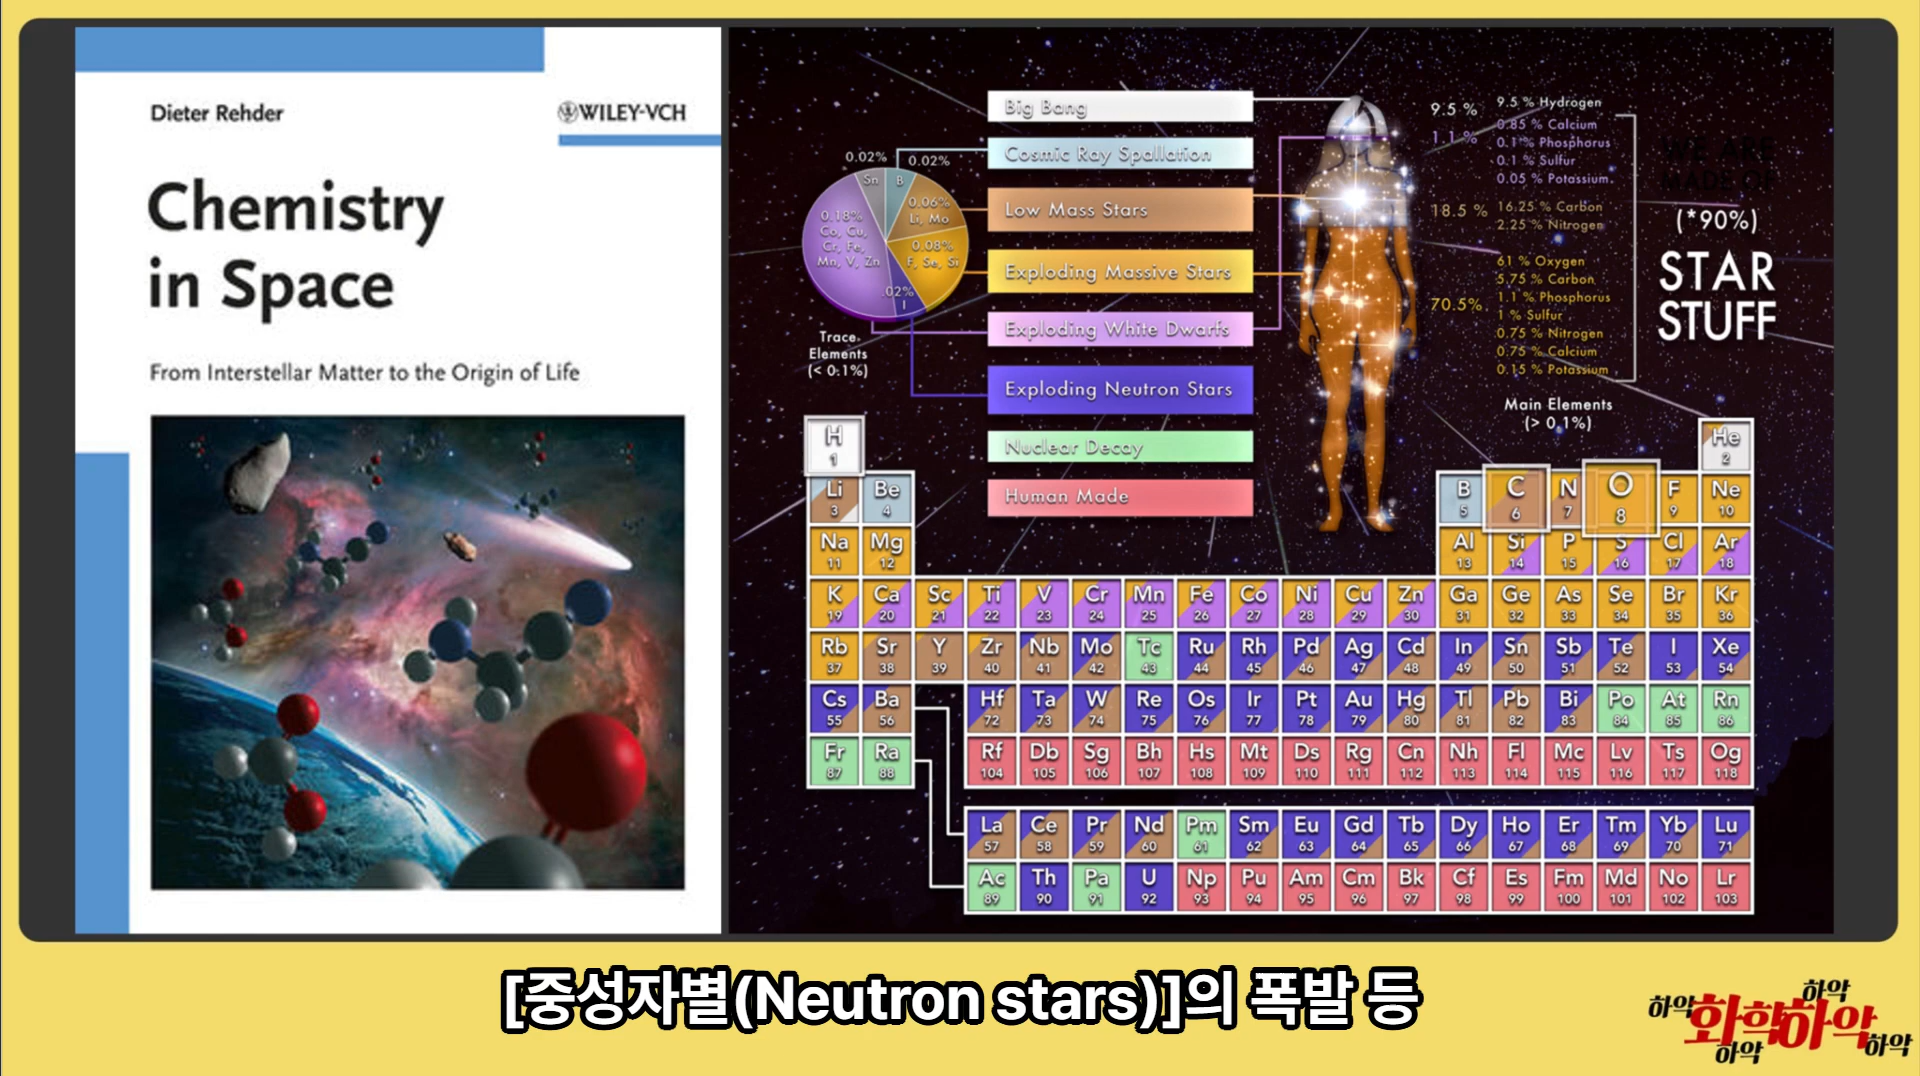 Dieter Rehder
WILEY-VCH
Chemistry
in Space
From Interstellar Matter to the Origin of Life
Big Bang
Cosmic Ray Spallation
Low Mass Stars
Exploding Massive Stars
Exploding White Dwarfs
Exploding Neutron Stars
Nuclear Decay
Human Made
0.02%
0.02%
Sn
B
0.06%
Li, Mo
0.18%
Co, Cu,
Cr, Fe,
Mn, V, Zn
0.08%
F, Se, Si
.02%
I
Trace
Elements
(< 0.1%)
9.5 %
9.5 % Hydrogen
1.1 %
0.85 % Calcium
0.1 % Phosphorus
0.1 % Sulfur
0.05 % Potassium
18.5 %
16.25 % Carbon
2.25 % Nitrogen
70.5%
61 % Oxygen
5.75 % Carbon
1.1 % Phosphorus
1 % Sulfur
0.75 % Nitrogen
0.75 % Calcium
0.15 % Potassium
Main Elements
(> 0.1%)
WE ARE
MADE OF
(*90%)
STAR
STUFF
H 1 He 2
Li 3 Be 4 B 5 C 6 N 7 O 8 F 9 Ne 10
Na 11 Mg 12 Al 13 Si 14 P 15 S 16 Cl 17 Ar 18
K 19 Ca 20 Sc 21 Ti 22 V 23 Cr 24 Mn 25 Fe 26 Co 27 Ni 28 Cu 29 Zn 30 Ga 31 Ge 32 As 33 Se 34 Br 35 Kr 36
Rb 37 Sr 38 Y 39 Zr 40 Nb 41 Mo 42 Tc 43 Ru 44 Rh 45 Pd 46 Ag 47 Cd 48 In 49 Sn 50 Sb 51 Te 52 I 53 Xe 54
Cs 55 Ba 56 Hf 72 Ta 73 W 74 Re 75 Os 76 Ir 77 Pt 78 Au 79 Hg 80 Tl 81 Pb 82 Bi 83 Po 84 At 85 Rn 86
Fr 87 Ra 88 Rf 104 Db 105 Sg 106 Bh 107 Hs 108 Mt 109 Ds 110 Rg 111 Cn 112 Nh 113 Fl 114 Mc 115 Lv 116 Ts 117 Og 118
La 57 Ce 58 Pr 59 Nd 60 Pm 61 Sm 62 Eu 63 Gd 64 Tb 65 Dy 66 Ho 67 Er 68 Tm 69 Yb 70 Lu 71
Ac 89 Th 90 Pa 91 U 92 Np 93 Pu 94 Am 95 Cm 96 Bk 97 Cf 98 Es 99 Fm 100 Md 101 No 102 Lr 103
[중성자별(Neutron stars)]의 폭발 등
하악
하악
화학하악
하악
하악